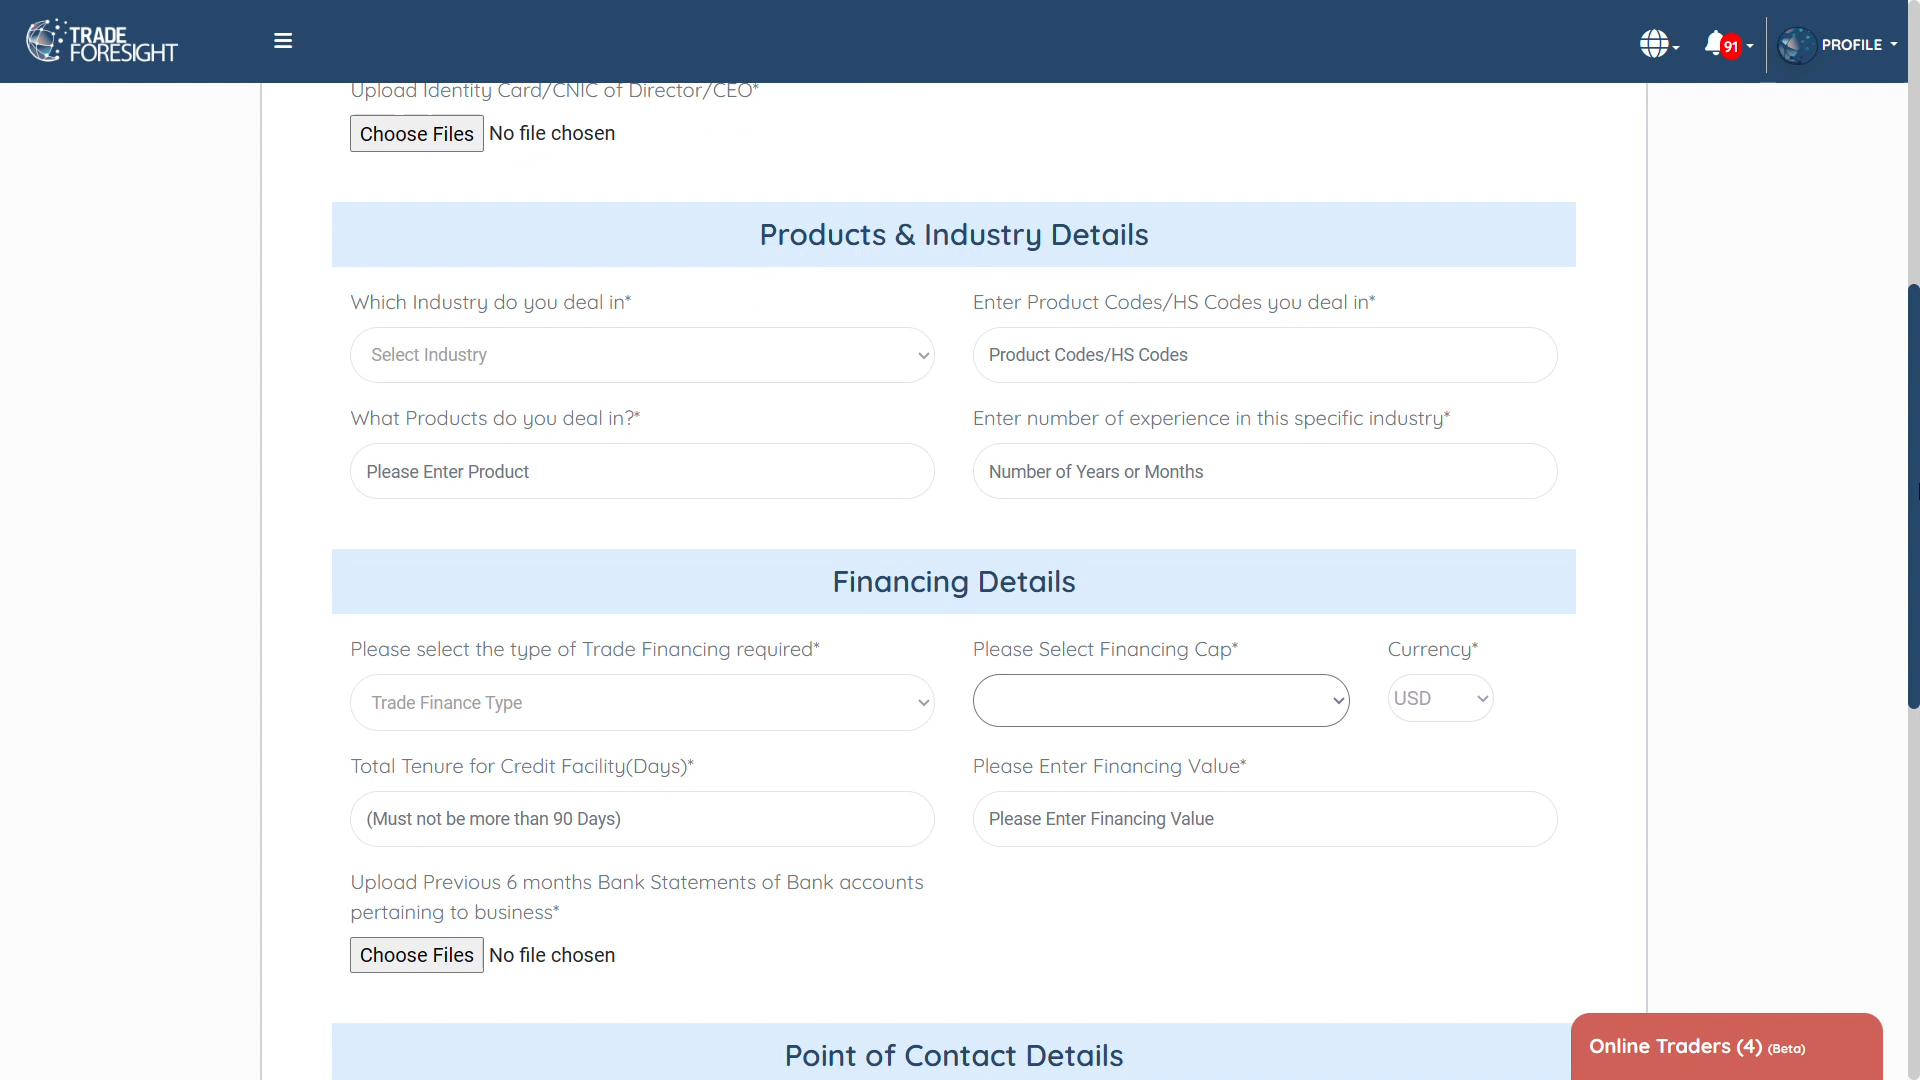 TRADE
FORESIGHT
91
PROFILE
Upload Identity Card/CNIC of Director/CEO*
Choose Files No file chosen
Products & Industry Details
Which Industry do you deal in*
Enter Product Codes/HS Codes you deal in*
Select Industry
Product Codes/HS Codes
What Products do you deal in?*
Enter number of experience in this specific industry*
Please Enter Product
Number of Years or Months
Financing Details
Please select the type of Trade Financing required*
Please Select Financing Cap*
Currency*
Trade Finance Type
USD
Total Tenure for Credit Facility(Days)*
Please Enter Financing Value*
(Must not be more than 90 Days)
Please Enter Financing Value
Upload Previous 6 months Bank Statements of Bank accounts
pertaining to business*
Choose Files No file chosen
Point of Contact Details
Online Traders (4) (Beta)